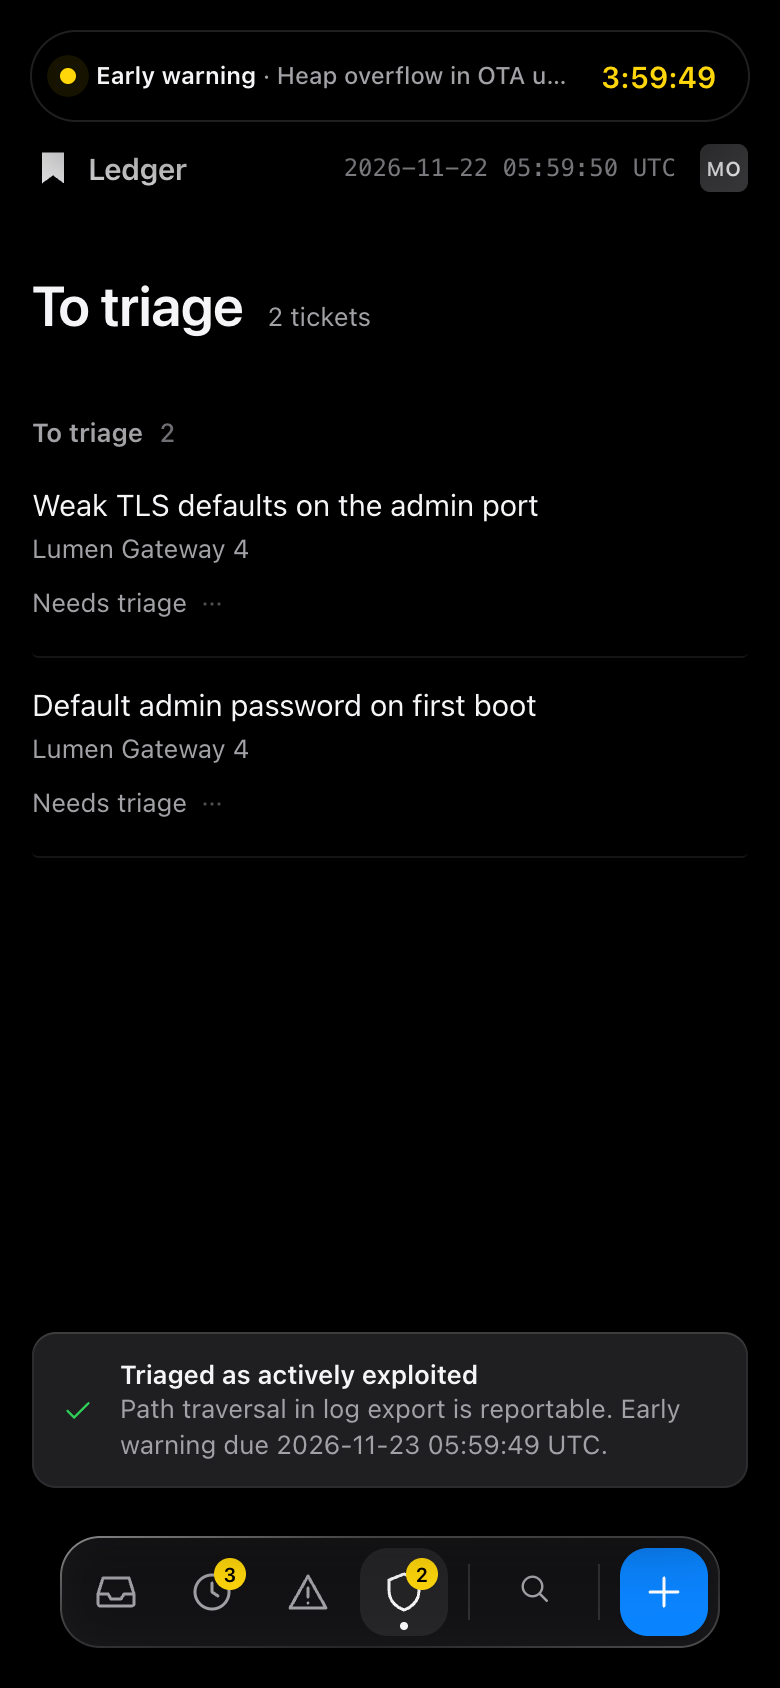 Early warning · Heap overflow in OTA u... 3:59:49
Ledger 2026-11-22 05:59:50 UTC MO
To triage 2 tickets
To triage 2
Weak TLS defaults on the admin port
Lumen Gateway 4
Needs triage ···
Default admin password on first boot
Lumen Gateway 4
Needs triage ···
Triaged as actively exploited
Path traversal in log export is reportable. Early
warning due 2026-11-23 05:59:49 UTC.
3 2